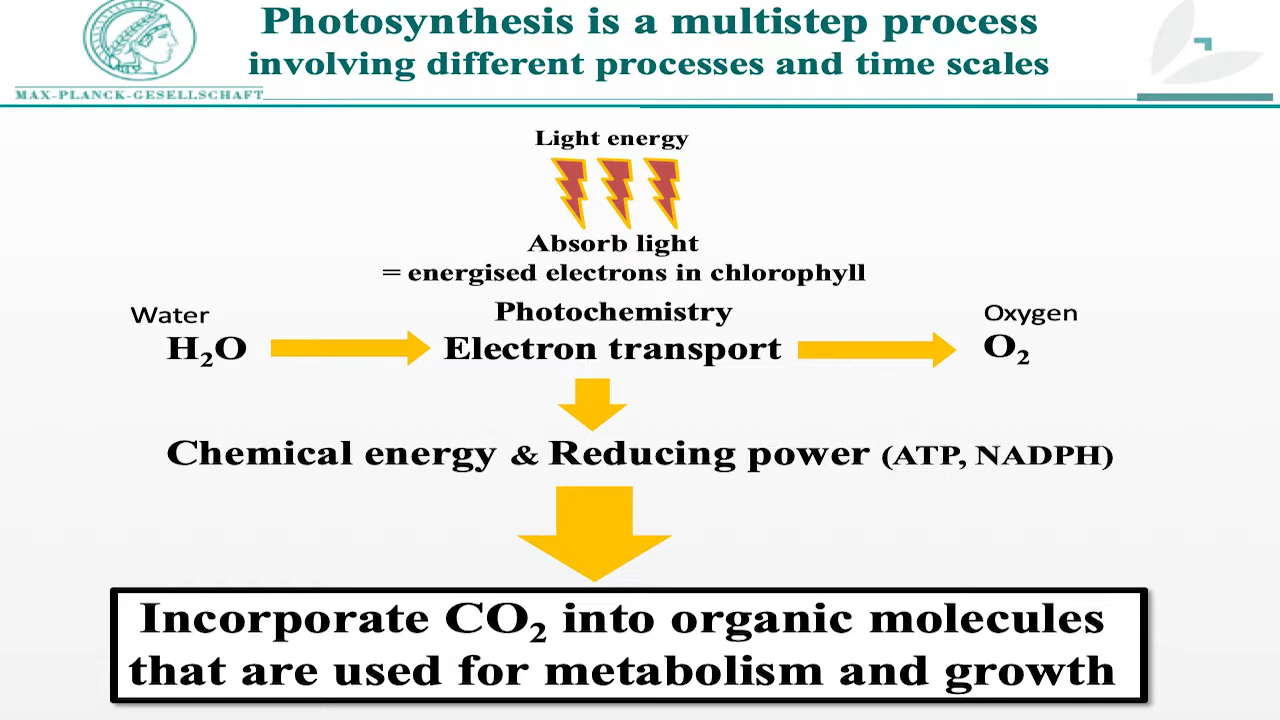 Photosynthesis is a multistep process
involving different processes and time scales
MAX-PLANCK-GESELLSCHAFT
Light energy
Absorb light
= energised electrons in chlorophyll
Water
Photochemistry
Oxygen
H₂O
Electron transport
O₂
Chemical energy & Reducing power (ATP, NADPH)
Incorporate CO₂ into organic molecules
that are used for metabolism and growth